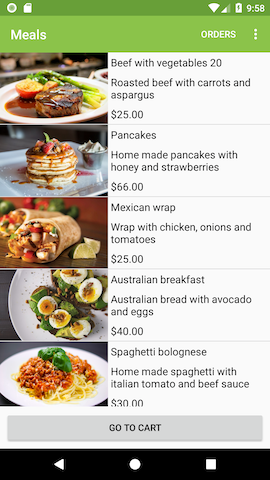 9:58
Meals
ORDERS
Beef with vegetables 20
Roasted beef with carrots and
aspargus
$25.00
Pancakes
Home made pancakes with
honey and strawberries
$66.00
Mexican wrap
Wrap with chicken, onions and
tomatoes
$25.00
Australian breakfast
Australian bread with avocado
and eggs
$40.00
Spaghetti bolognese
Home made spaghetti with
italian tomato and beef sauce
$30.00
GO TO CART